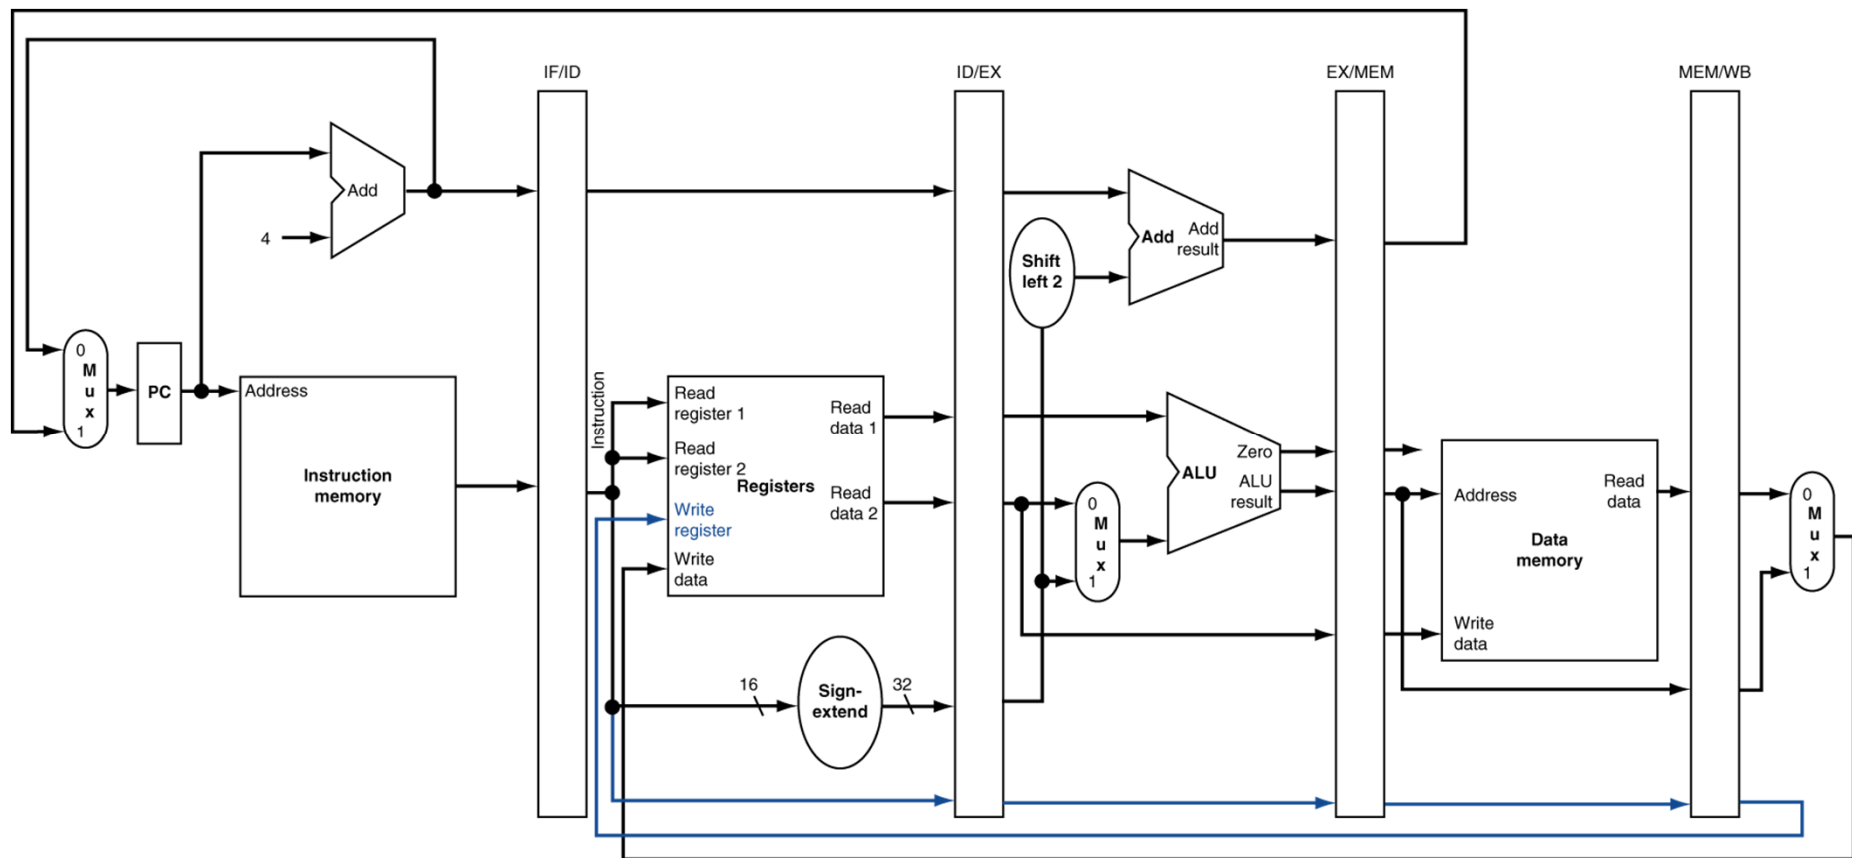 IF/ID
ID/EX
EX/MEM
MEM/WB
Add
4
Add
Add
result
Shift
left 2
0
M
u
x
1
PC
Address
Instruction
memory
Instruction
Read
register 1
Read
register 2
Write
register
Write
data
Registers
Read
data 1
Read
data 2
16
Sign-
extend
32
0
M
u
x
1
ALU
Zero
ALU
result
Address
Read
data
Data
memory
Write
data
0
M
u
x
1